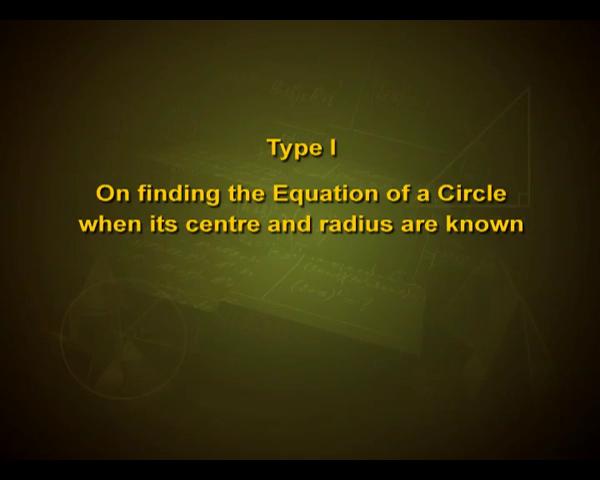 Type I
On finding the Equation of a Circle
when its centre and radius are known